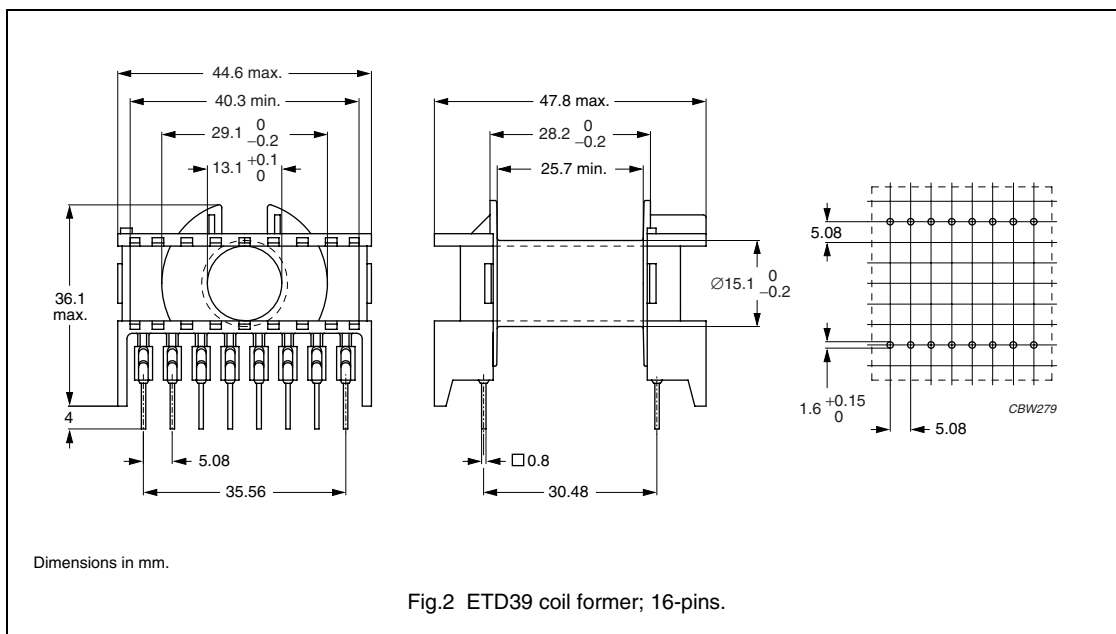 44.6 max.
40.3 min.
29.1 0
−0.2
13.1 +0.1
0
36.1
max.
4
5.08
35.56
47.8 max.
28.2 0
−0.2
25.7 min.
∅15.1 0
−0.2
□0.8
30.48
5.08
1.6 +0.15
0
5.08
CBW279
Dimensions in mm.
Fig.2 ETD39 coil former; 16-pins.